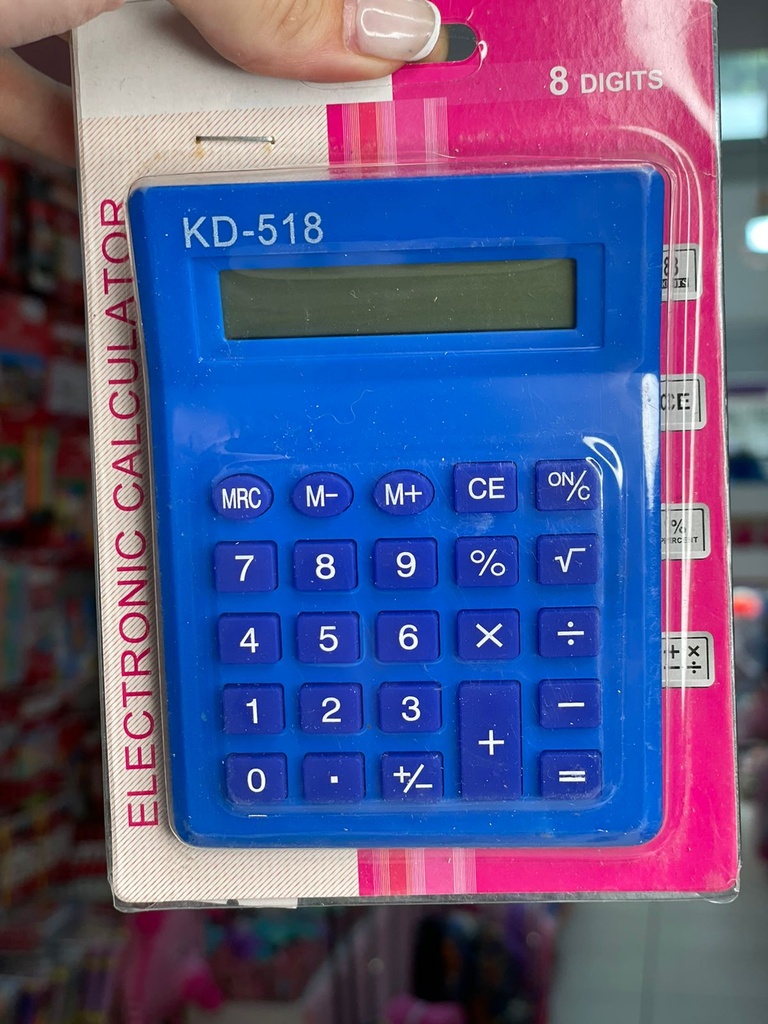 8 DIGITS
ELECTRONIC CALCULATOR
KD-518
MRC M− M+ CE ON/C
7 8 9 % √
4 5 6 × ÷
1 2 3 + −
0 . +/− =
CE
%
+ ×
− ÷